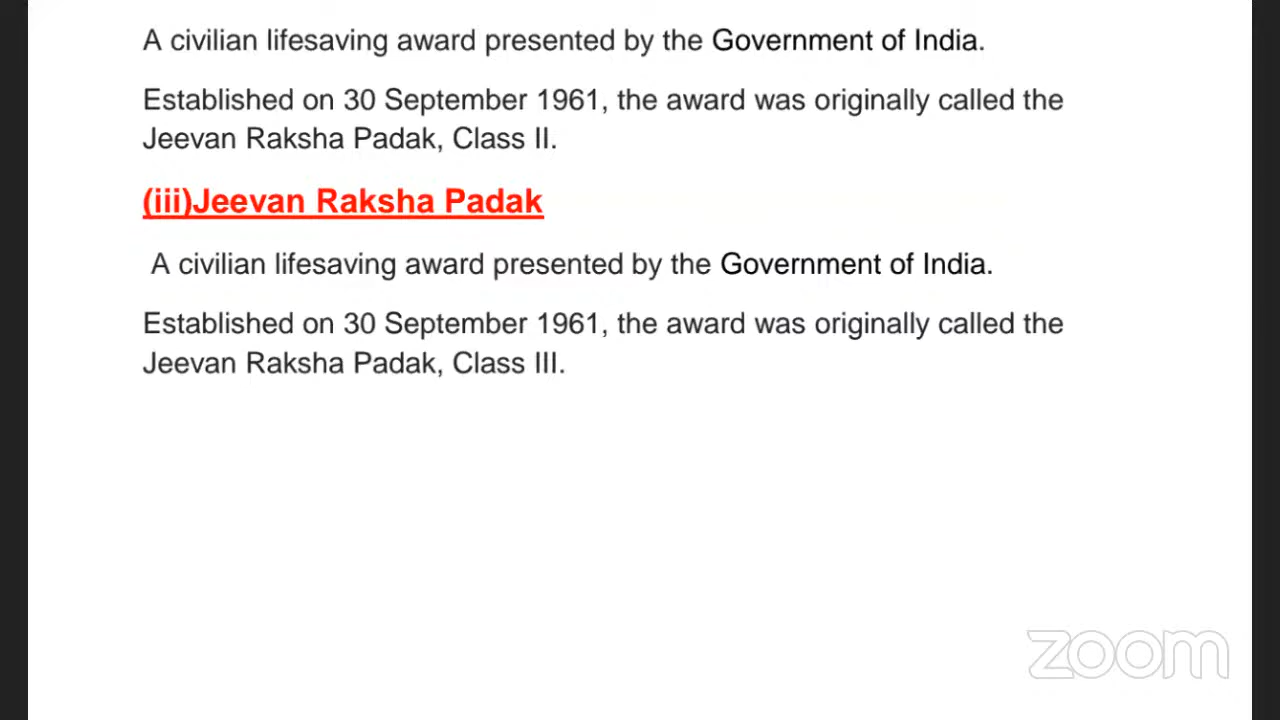 A civilian lifesaving award presented by the Government of India.
Established on 30 September 1961, the award was originally called the
Jeevan Raksha Padak, Class II.
(iii)Jeevan Raksha Padak
A civilian lifesaving award presented by the Government of India.
Established on 30 September 1961, the award was originally called the
Jeevan Raksha Padak, Class III.
zoom